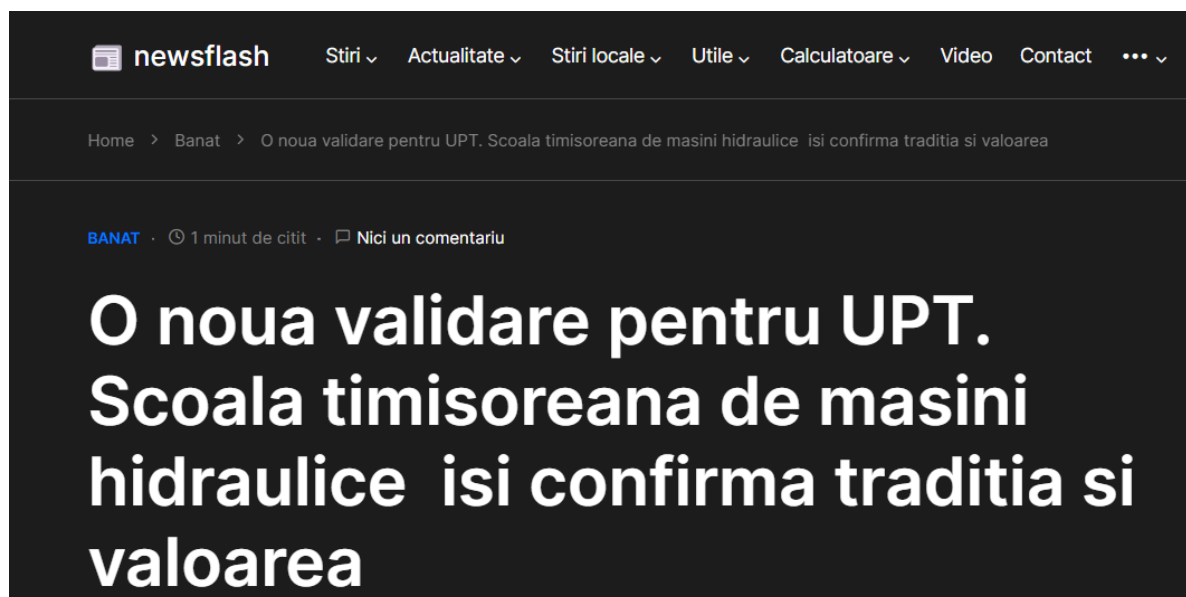 newsflash Stiri Actualitate Stiri locale Utile Calculatoare Video Contact •••
Home > Banat > O noua validare pentru UPT. Scoala timisoreana de masini hidraulice  isi confirma traditia si valoarea
BANAT · 1 minut de citit · Nici un comentariu
O noua validare pentru UPT.
Scoala timisoreana de masini
hidraulice  isi confirma traditia si
valoarea